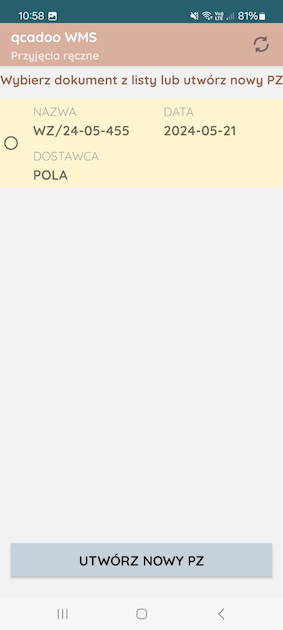 10:58 81%
qcadoo WMS
Przyjęcia ręczne
Wybierz dokument z listy lub utwórz nowy PZ
NAZWA DATA
WZ/24-05-455 2024-05-21
DOSTAWCA
POLA
UTWÓRZ NOWY PZ